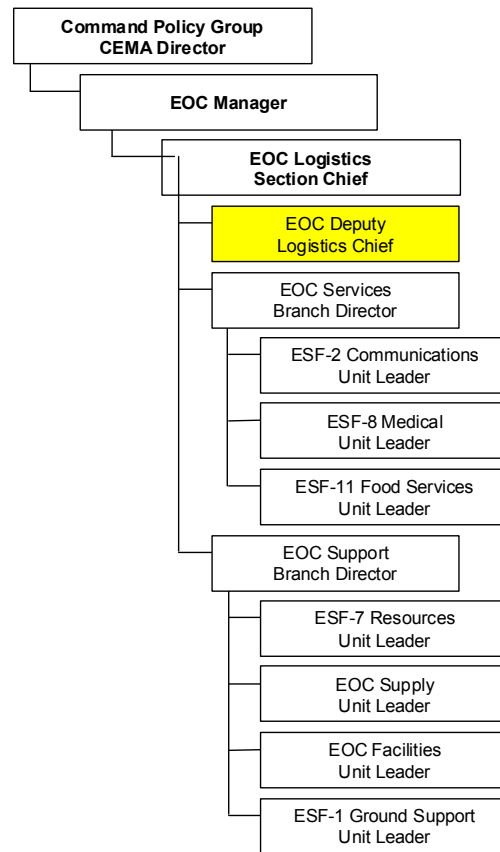 Command Policy Group
CEMA Director
EOC Manager
EOC Logistics
Section Chief
EOC Deputy
Logistics Chief
EOC Services
Branch Director
ESF-2 Communications
Unit Leader
ESF-8 Medical
Unit Leader
ESF-11 Food Services
Unit Leader
EOC Support
Branch Director
ESF-7 Resources
Unit Leader
EOC Supply
Unit Leader
EOC Facilities
Unit Leader
ESF-1 Ground Support
Unit Leader